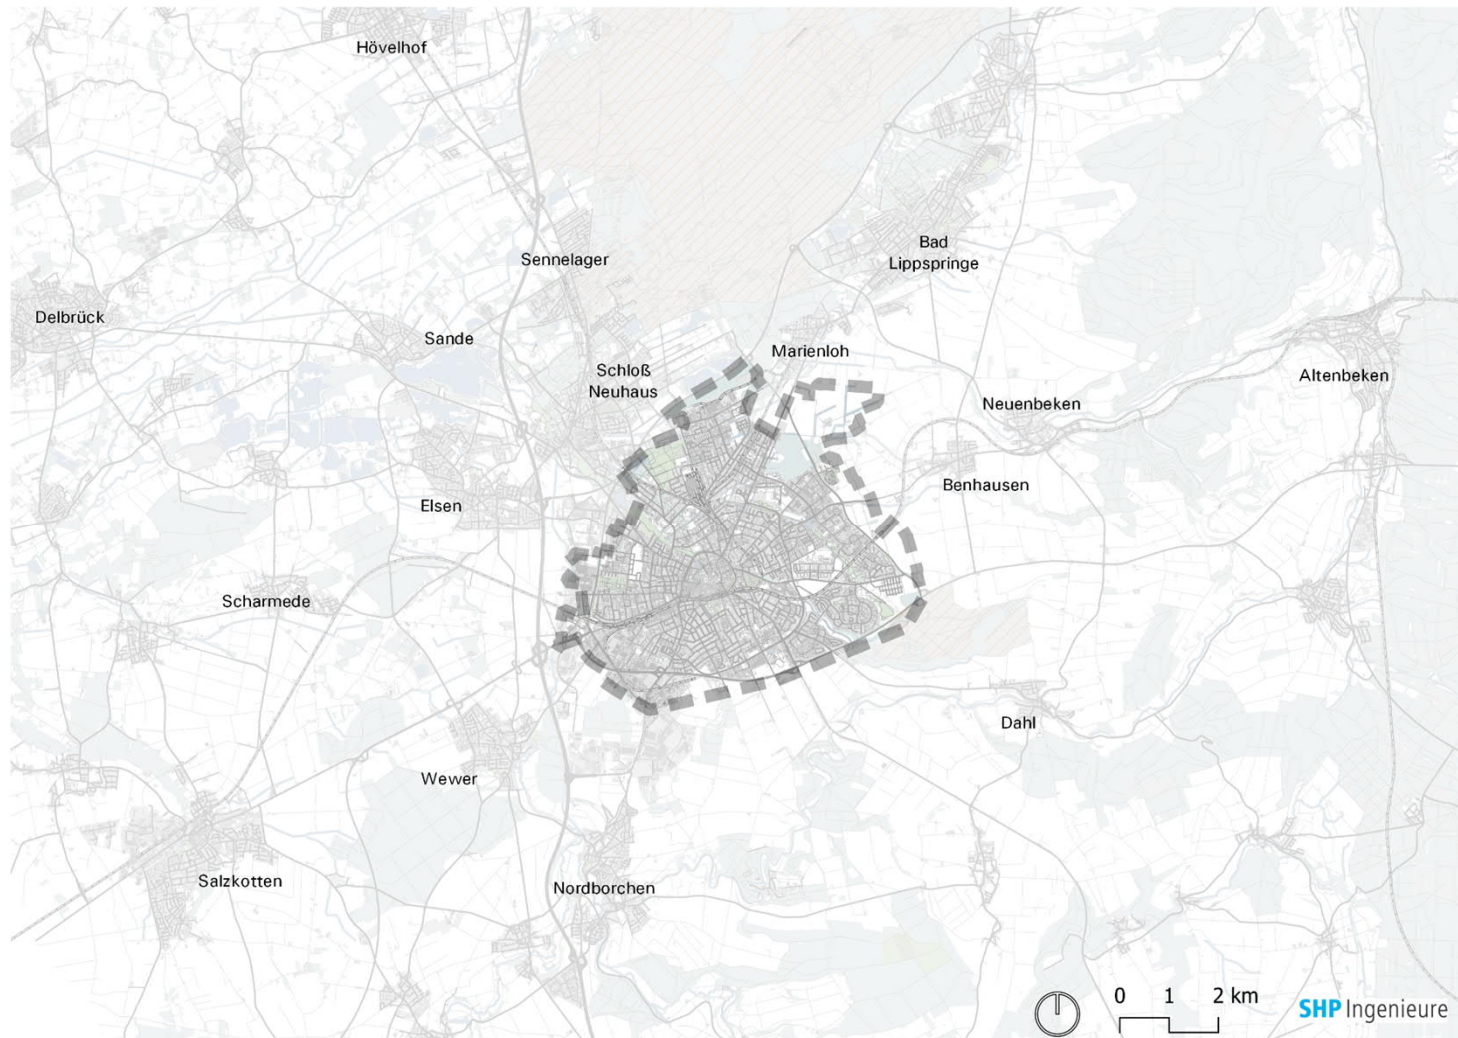 Hövelhof
Bad
Lippspringe
Sennelager
Delbrück
Sande
Marienloh
Schloß
Neuhaus
Altenbeken
Neuenbeken
Benhausen
Elsen
Scharmede
Dahl
Wewer
Salzkotten
Nordborchen
0 1 2 km
SHP Ingenieure